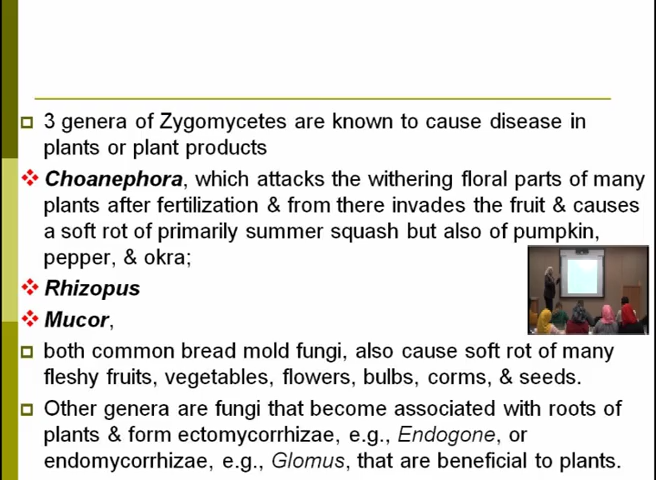 3 genera of Zygomycetes are known to cause disease in
plants or plant products
Choanephora, which attacks the withering floral parts of many
plants after fertilization & from there invades the fruit & causes
a soft rot of primarily summer squash but also of pumpkin,
pepper, & okra;
Rhizopus
Mucor,
both common bread mold fungi, also cause soft rot of many
fleshy fruits, vegetables, flowers, bulbs, corms, & seeds.
Other genera are fungi that become associated with roots of
plants & form ectomycorrhizae, e.g., Endogone, or
endomycorrhizae, e.g., Glomus, that are beneficial to plants.